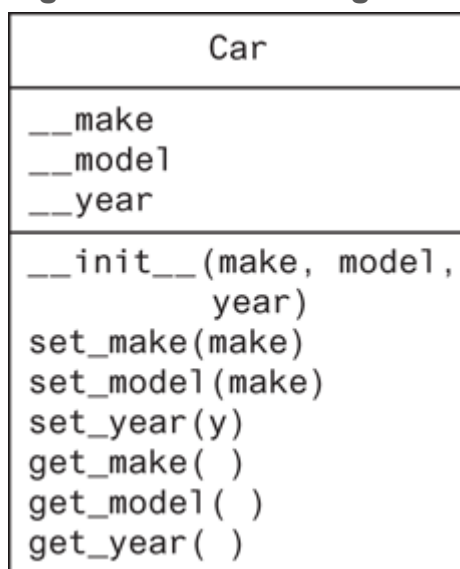 Car
__make
__model
__year
__init__(make, model,
year)
set_make(make)
set_model(make)
set_year(y)
get_make( )
get_model( )
get_year( )